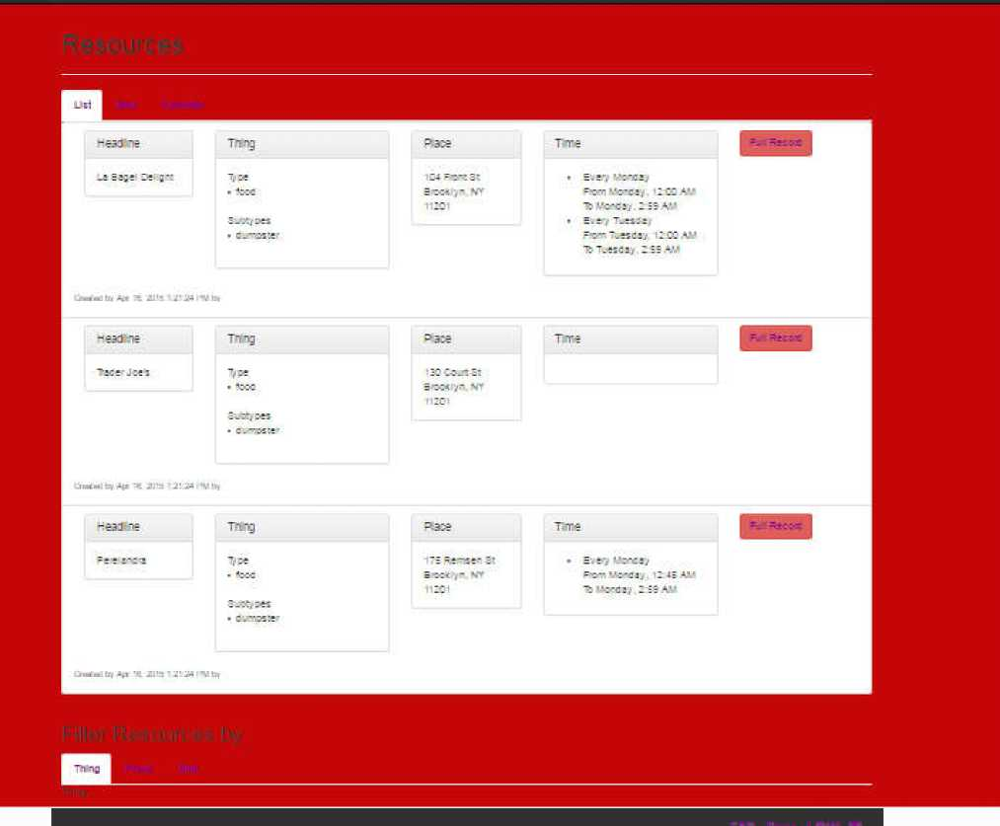 Resources
List
Headline Thing Place Time Full Record
La Bagel Delight
Type
• food
Subtypes
• dumpster
104 Front St
Brooklyn, NY
11201
• Every Monday
From Monday, 12:00 AM
To Monday, 2:59 AM
• Every Tuesday
From Tuesday, 12:00 AM
To Tuesday, 2:59 AM
Created by Apr 16, 2015 1:21:24 PM by
Headline Thing Place Time Full Record
Trader Joe's
Type
• food
Subtypes
• dumpster
130 Court St
Brooklyn, NY
11201
Created by Apr 16, 2015 1:21:24 PM by
Headline Thing Place Time Full Record
Perelandra
Type
• food
Subtypes
• dumpster
175 Remsen St
Brooklyn, NY
11201
• Every Monday
From Monday, 12:45 AM
To Monday, 2:59 AM
Created by Apr 16, 2015 1:21:24 PM by
Filter Resources by
Thing